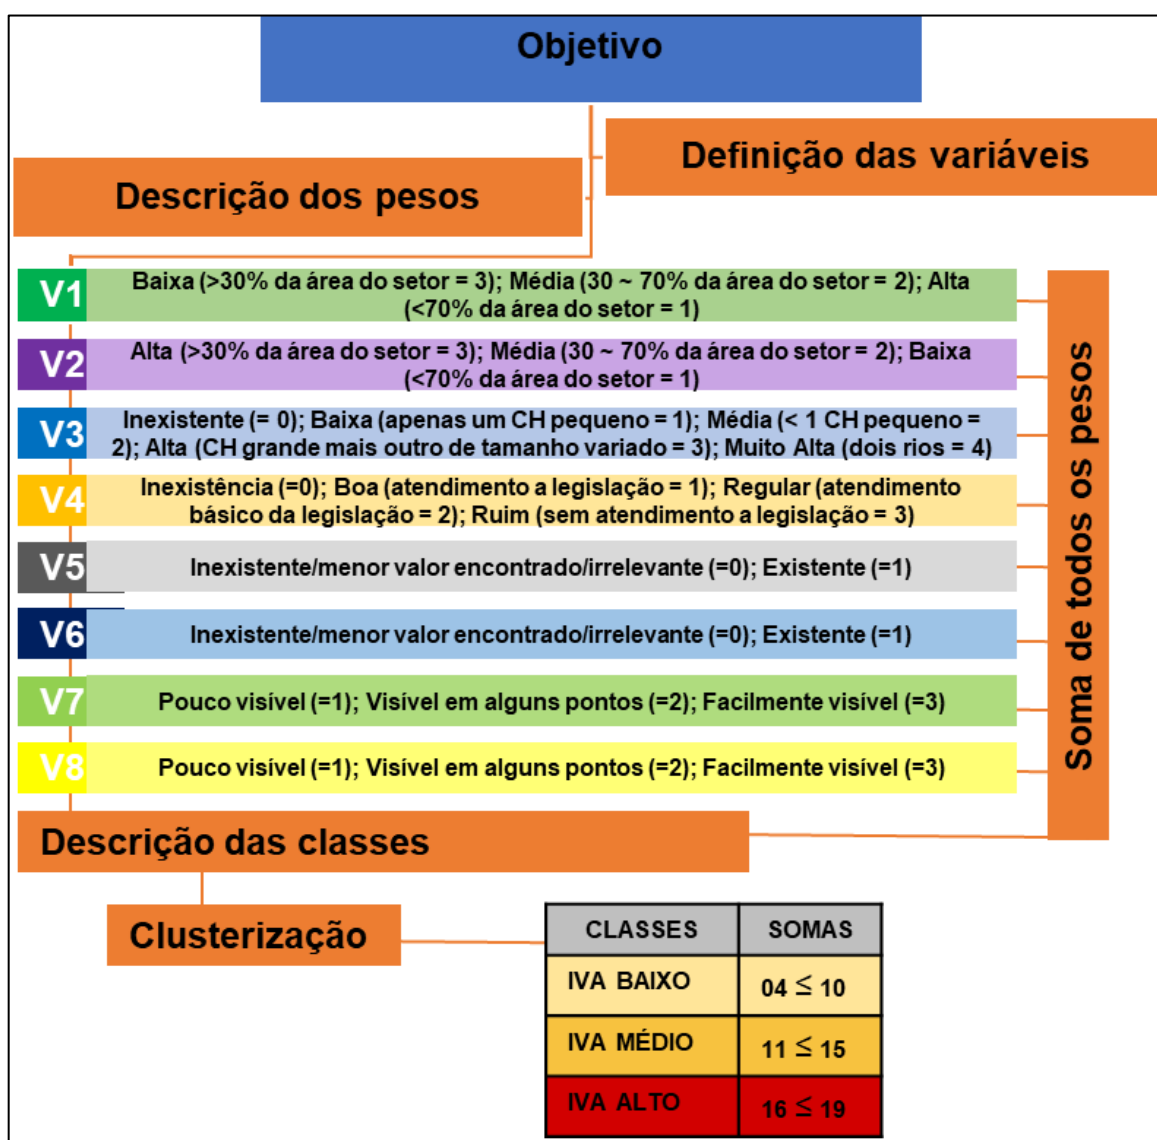 Objetivo
Definição das variáveis
Descrição dos pesos
V1
Baixa (>30% da área do setor = 3); Média (30 ~ 70% da área do setor = 2); Alta
(<70% da área do setor = 1)
V2
Alta (>30% da área do setor = 3); Média (30 ~ 70% da área do setor = 2); Baixa
(<70% da área do setor = 1)
V3
Inexistente (= 0); Baixa (apenas um CH pequeno = 1); Média (< 1 CH pequeno =
2); Alta (CH grande mais outro de tamanho variado = 3); Muito Alta (dois rios = 4)
V4
Inexistência (=0); Boa (atendimento a legislação = 1); Regular (atendimento
básico da legislação = 2); Ruim (sem atendimento a legislação = 3)
V5
Inexistente/menor valor encontrado/irrelevante (=0); Existente (=1)
V6
Inexistente/menor valor encontrado/irrelevante (=0); Existente (=1)
V7
Pouco visível (=1); Visível em alguns pontos (=2); Facilmente visível (=3)
V8
Pouco visível (=1); Visível em alguns pontos (=2); Facilmente visível (=3)
Soma de todos os pesos
Descrição das classes
Clusterização
CLASSES SOMAS
IVA BAIXO 04 ≤ 10
IVA MÉDIO 11 ≤ 15
IVA ALTO 16 ≤ 19